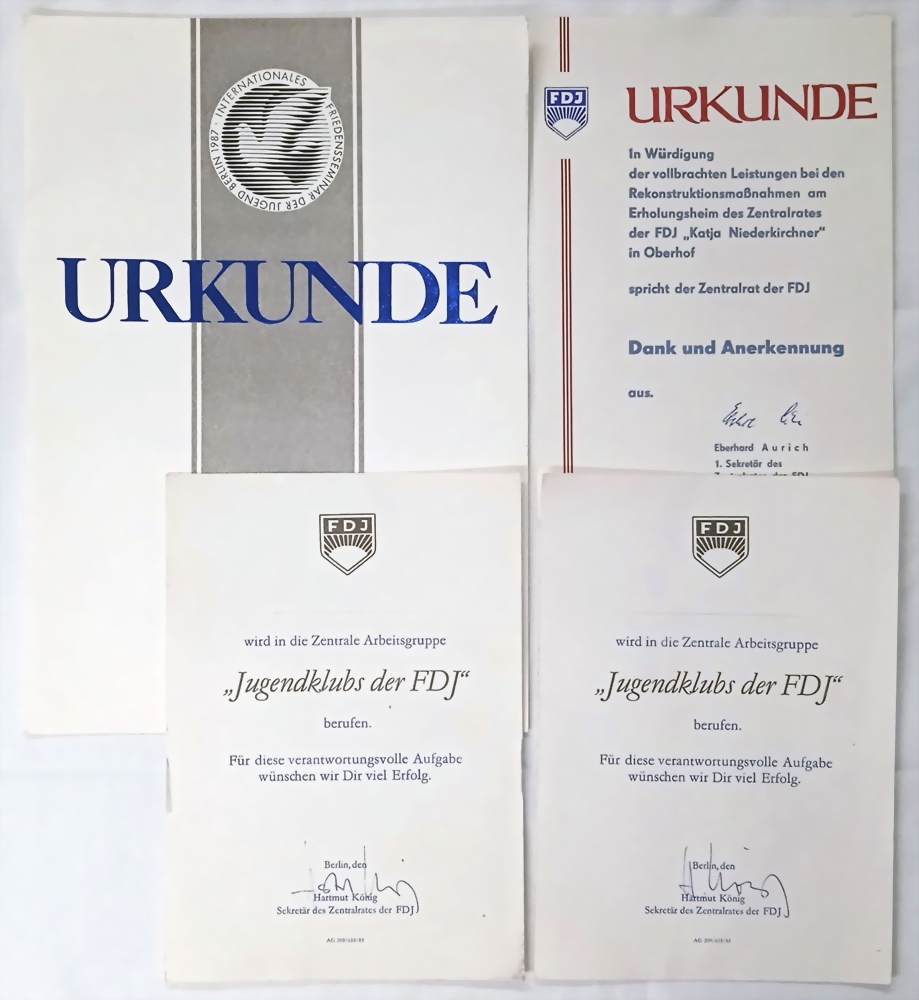 INTERNATIONALES FRIEDENSSEMINAR DER JUGEND BERLIN 1987 ·
URKUNDE
FDJ
URKUNDE
In Würdigung
der vollbrachten Leistungen bei den
Rekonstruktionsmaßnahmen am
Erholungsheim des Zentralrates
der FDJ „Katja Niederkirchner“
in Oberhof
spricht der Zentralrat der FDJ
Dank und Anerkennung
aus.
Eberhard Aurich
1. Sekretär des
FDJ
wird in die Zentrale Arbeitsgruppe
„Jugendklubs der FDJ“
berufen.
Für diese verantwortungsvolle Aufgabe
wünschen wir Dir viel Erfolg.
Berlin, den
Hartmut König
Sekretär des Zentralrates der FDJ
FDJ
wird in die Zentrale Arbeitsgruppe
„Jugendklubs der FDJ“
berufen.
Für diese verantwortungsvolle Aufgabe
wünschen wir Dir viel Erfolg.
Berlin, den
Hartmut König
Sekretär des Zentralrates der FDJ